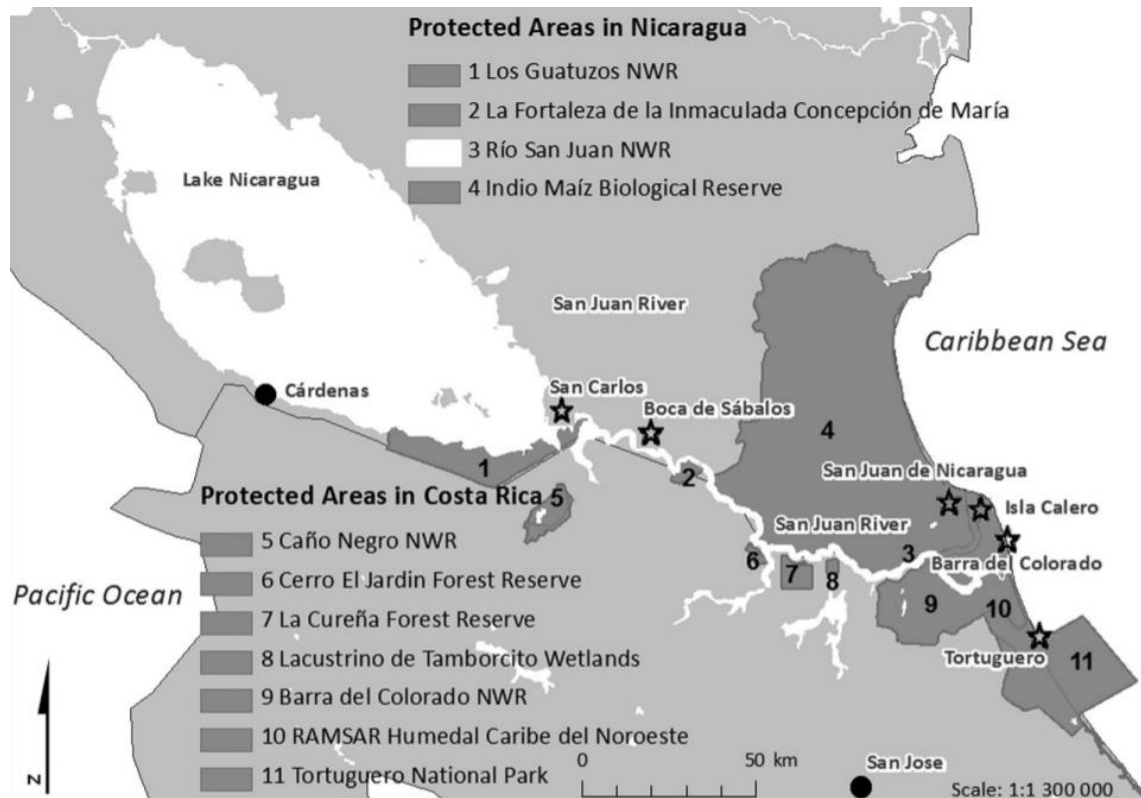 Protected Areas in Nicaragua
1 Los Guatuzos NWR
2 La Fortaleza de la Inmaculada Concepción de María
3 Río San Juan NWR
4 Indio Maíz Biological Reserve
Lake Nicaragua
San Juan River
Caribbean Sea
Cárdenas
San Carlos
Boca de Sábalos
4
1
2
San Juan de Nicaragua
Isla Calero
Protected Areas in Costa Rica
5
5 Caño Negro NWR
6 Cerro El Jardin Forest Reserve
7 La Cureña Forest Reserve
8 Lacustrino de Tamborcito Wetlands
9 Barra del Colorado NWR
10 RAMSAR Humedal Caribe del Noroeste
11 Tortuguero National Park
San Juan River
3
Barra del Colorado
6
7
8
9
10
Pacific Ocean
Tortuguero
11
N
0 50 km
San Jose
Scale: 1:1 300 000